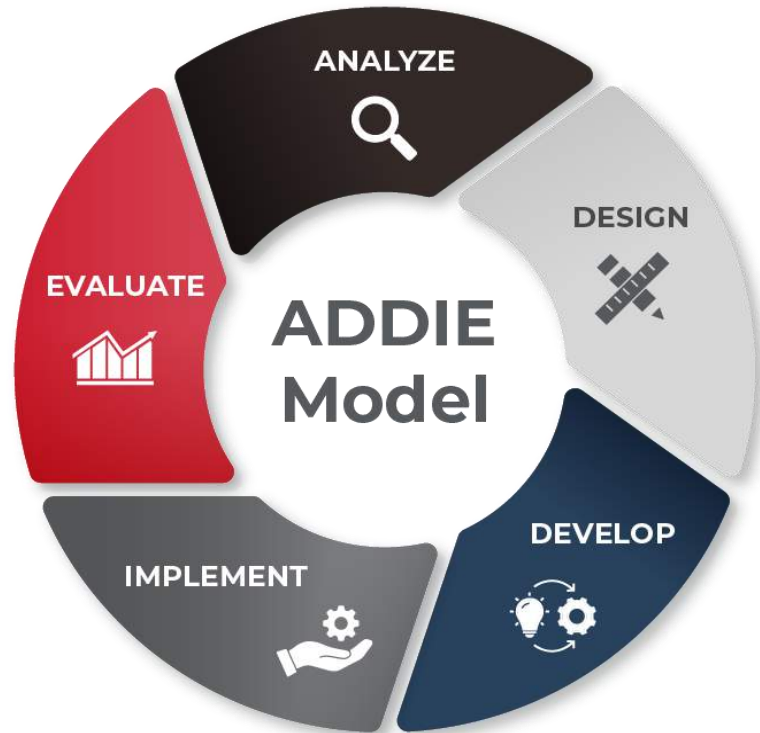 ANALYZE
DESIGN
EVALUATE
ADDIE
Model
DEVELOP
IMPLEMENT